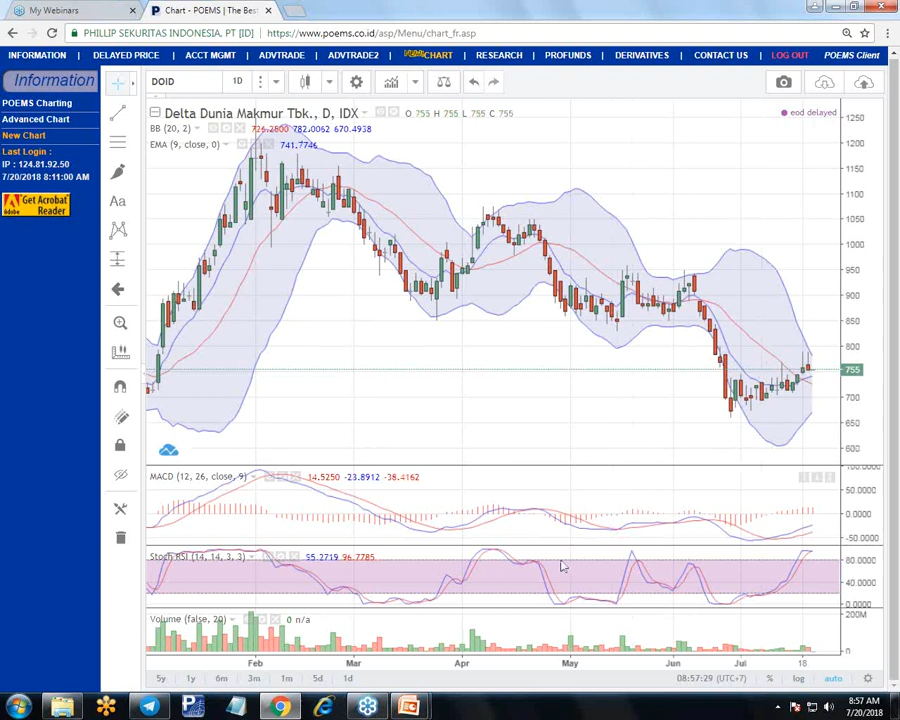 My Webinars
Chart - POEMS | The Bes
PHILLIP SEKURITAS INDONESIA. PT [ID]
https://www.poems.co.id/asp/Menu/chart_fr.asp
INFORMATION DELAYED PRICE ACCT MGMT ADVTRADE ADVTRADE2 NEW CHART RESEARCH PROFUNDS DERIVATIVES CONTACT US LOG OUT POEMS Client
Information
POEMS Charting
Advanced Chart
New Chart
Last Login :
IP : 124.81.92.50
7/20/2018 8:11:00 AM
Get Acrobat
Reader
DOID 1D
Delta Dunia Makmur Tbk., D, IDX O 755 H 755 L 755 C 755
end delayed
BB (20, 2) 726.2500 782.0062 670.4938
EMA (9, close, 0) 741.7746
1250
1200
1150
1100
1050
1000
950
900
850
800
755
700
650
600
MACD (12, 26, close, 9) 14.5250 -23.8912 -38.4162
100.0000
50.0000
0.0000
-50.0000
Stoch RSI (14, 14, 3, 3) 95.2719 96.7785
80.0000
40.0000
0.0000
Volume (false, 20) 0 n/a
200M
0
Feb Mar Apr May Jun Jul 18
5y 1y 6m 3m 1m 5d 1d
08:57:29 (UTC+7) % log auto
8:57 AM
7/20/2018